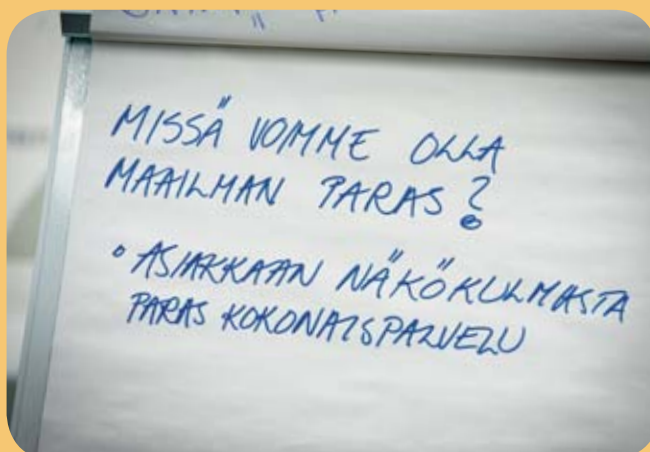 MISSÄ VOIMME OLLA
MAAILMAN PARAS?
• ASIAKKAAN NÄKÖKULMASTA
PARAS KOKONAISPALVELU